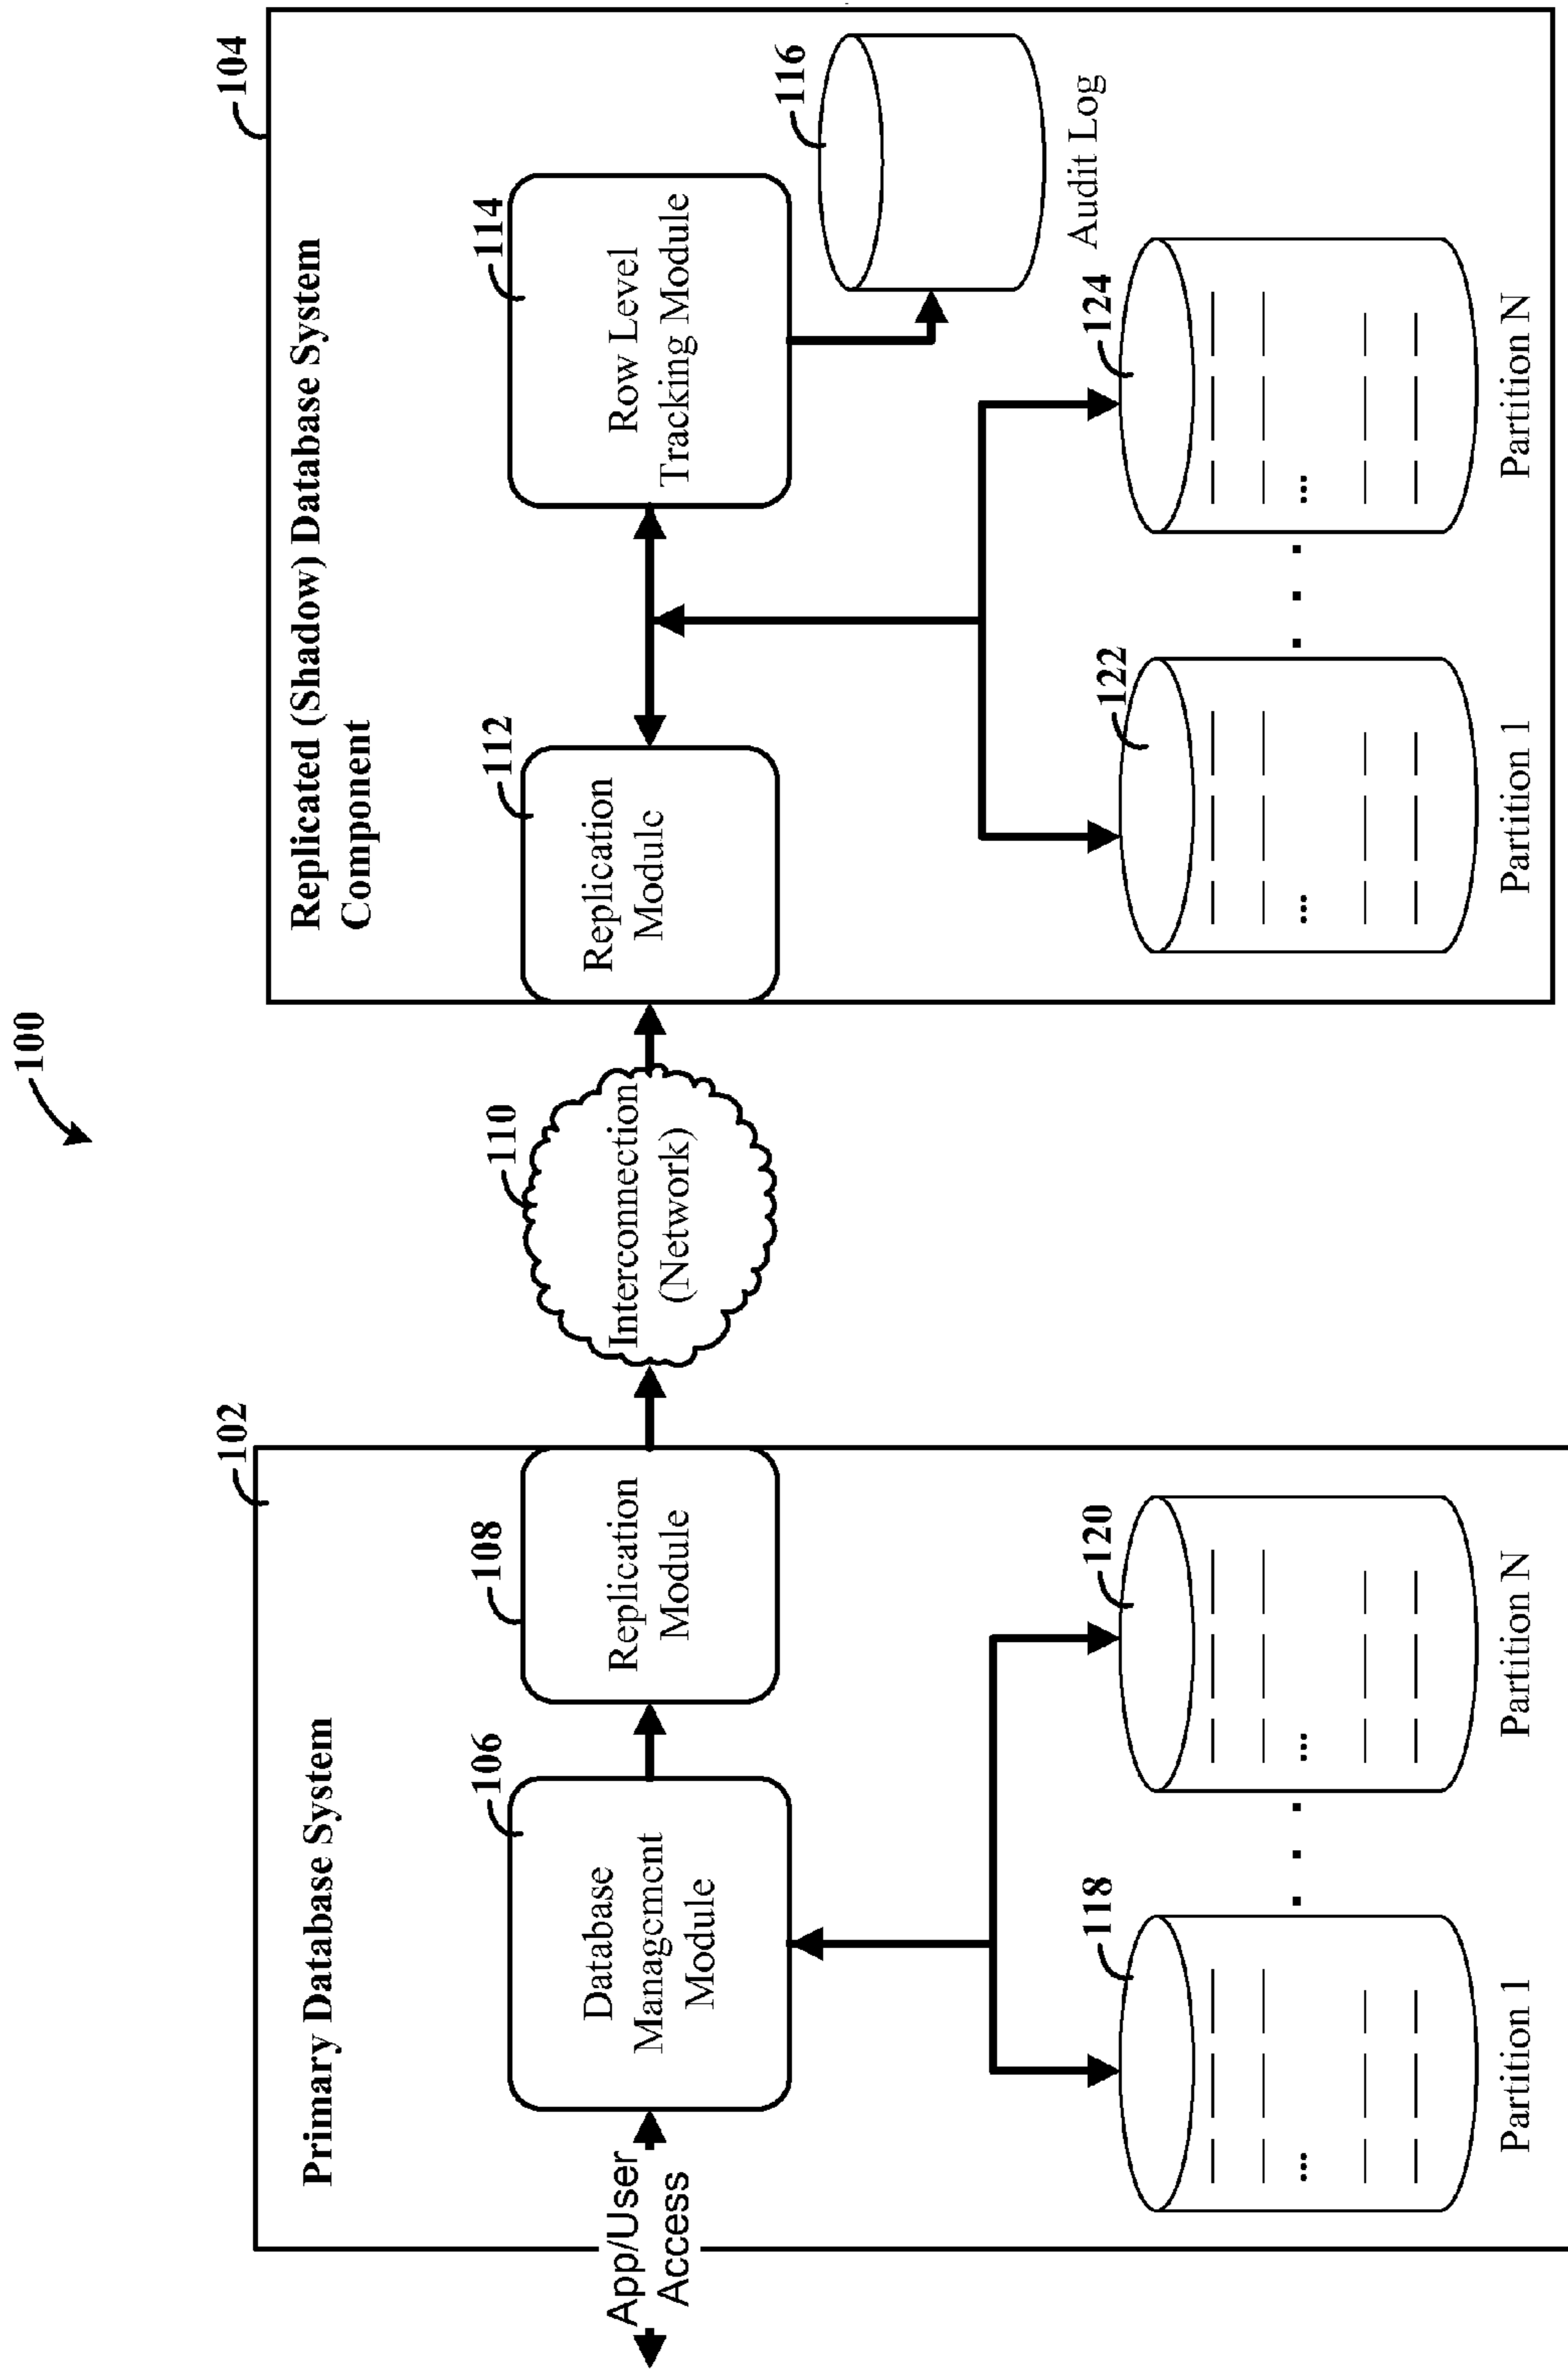 100
102
Primary Database System
App/User
Access
106
Database
Management
Module
108
Replication
Module
118
Partition 1
. . .
120
Partition N
110
Interconnection
(Network)
104
Replicated (Shadow) Database System
Component
112
Replication
Module
114
Row Level
Tracking Module
116
Audit Log
122
Partition 1
. . .
124
Partition N